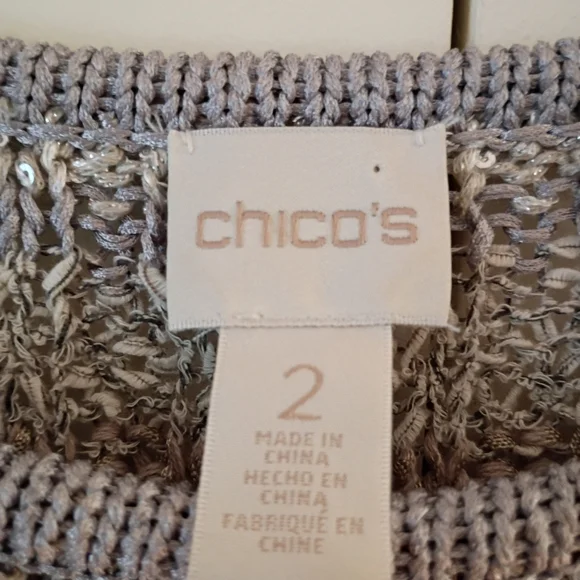 chico's
2
MADE IN
CHINA
HECHO EN
CHINA
FABRIQUÉ EN
CHINE